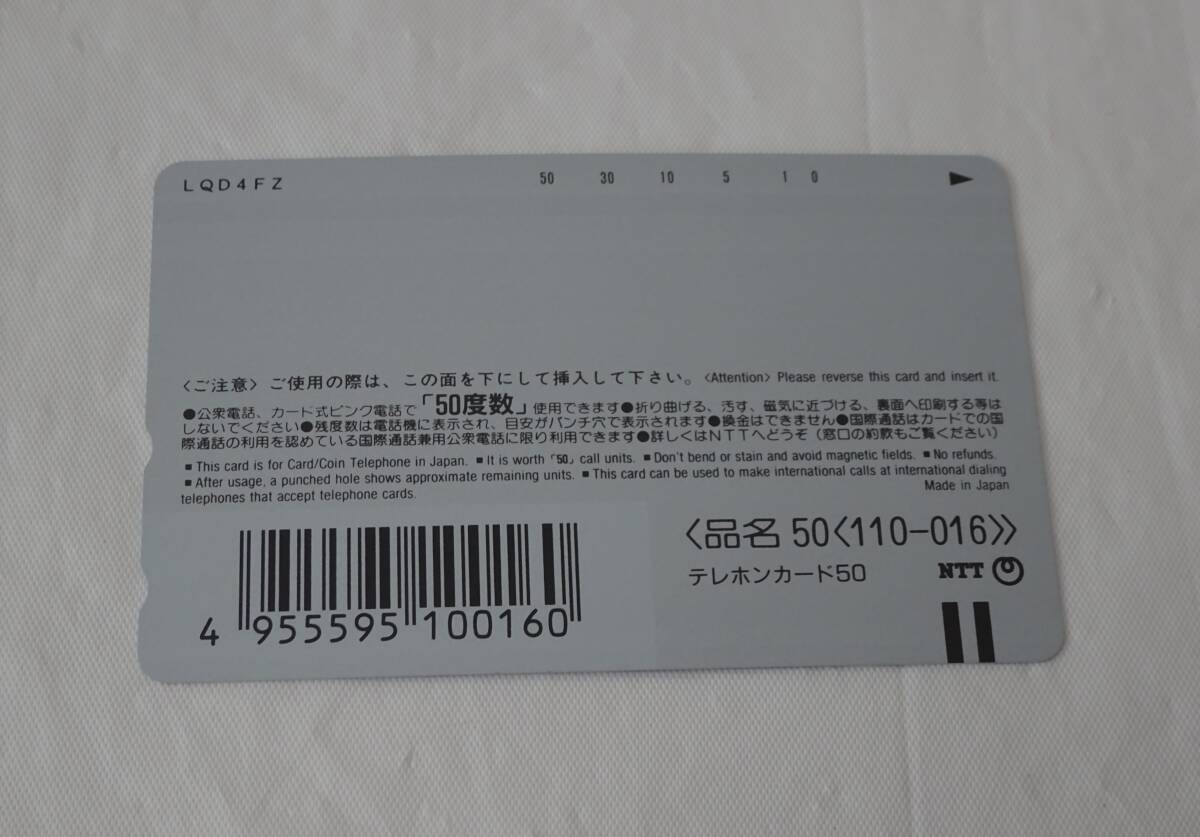 LQD4FZ 50 30 10 5 1 0
〈ご注意〉ご使用の際は、この面を下にして挿入して下さい。〈Attention〉Please reverse this card and insert it.
●公衆電話、カード式ピンク電話で「50度数」使用できます●折り曲げる、汚す、磁気に近づける、裏面へ印刷する等は
しないでください●残度数は電話機に表示され、目安がパンチ穴で表示されます●換金はできません●国際通話はカードでの国
際通話の利用を認めている国際通話兼用公衆電話に限り利用できます●詳しくはNTTへどうぞ（窓口の約款もご覧ください）
■ This card is for Card/Coin Telephone in Japan. ■ It is worth「50」call units. ■ Don't bend or stain and avoid magnetic fields. ■ No refunds.
■ After usage, a punched hole shows approximate remaining units. ■ This card can be used to make international calls at international dialing
telephones that accept telephone cards. Made in Japan
〈品名 50〈110-016〉〉
テレホンカード50 NTT
4 955595 100160